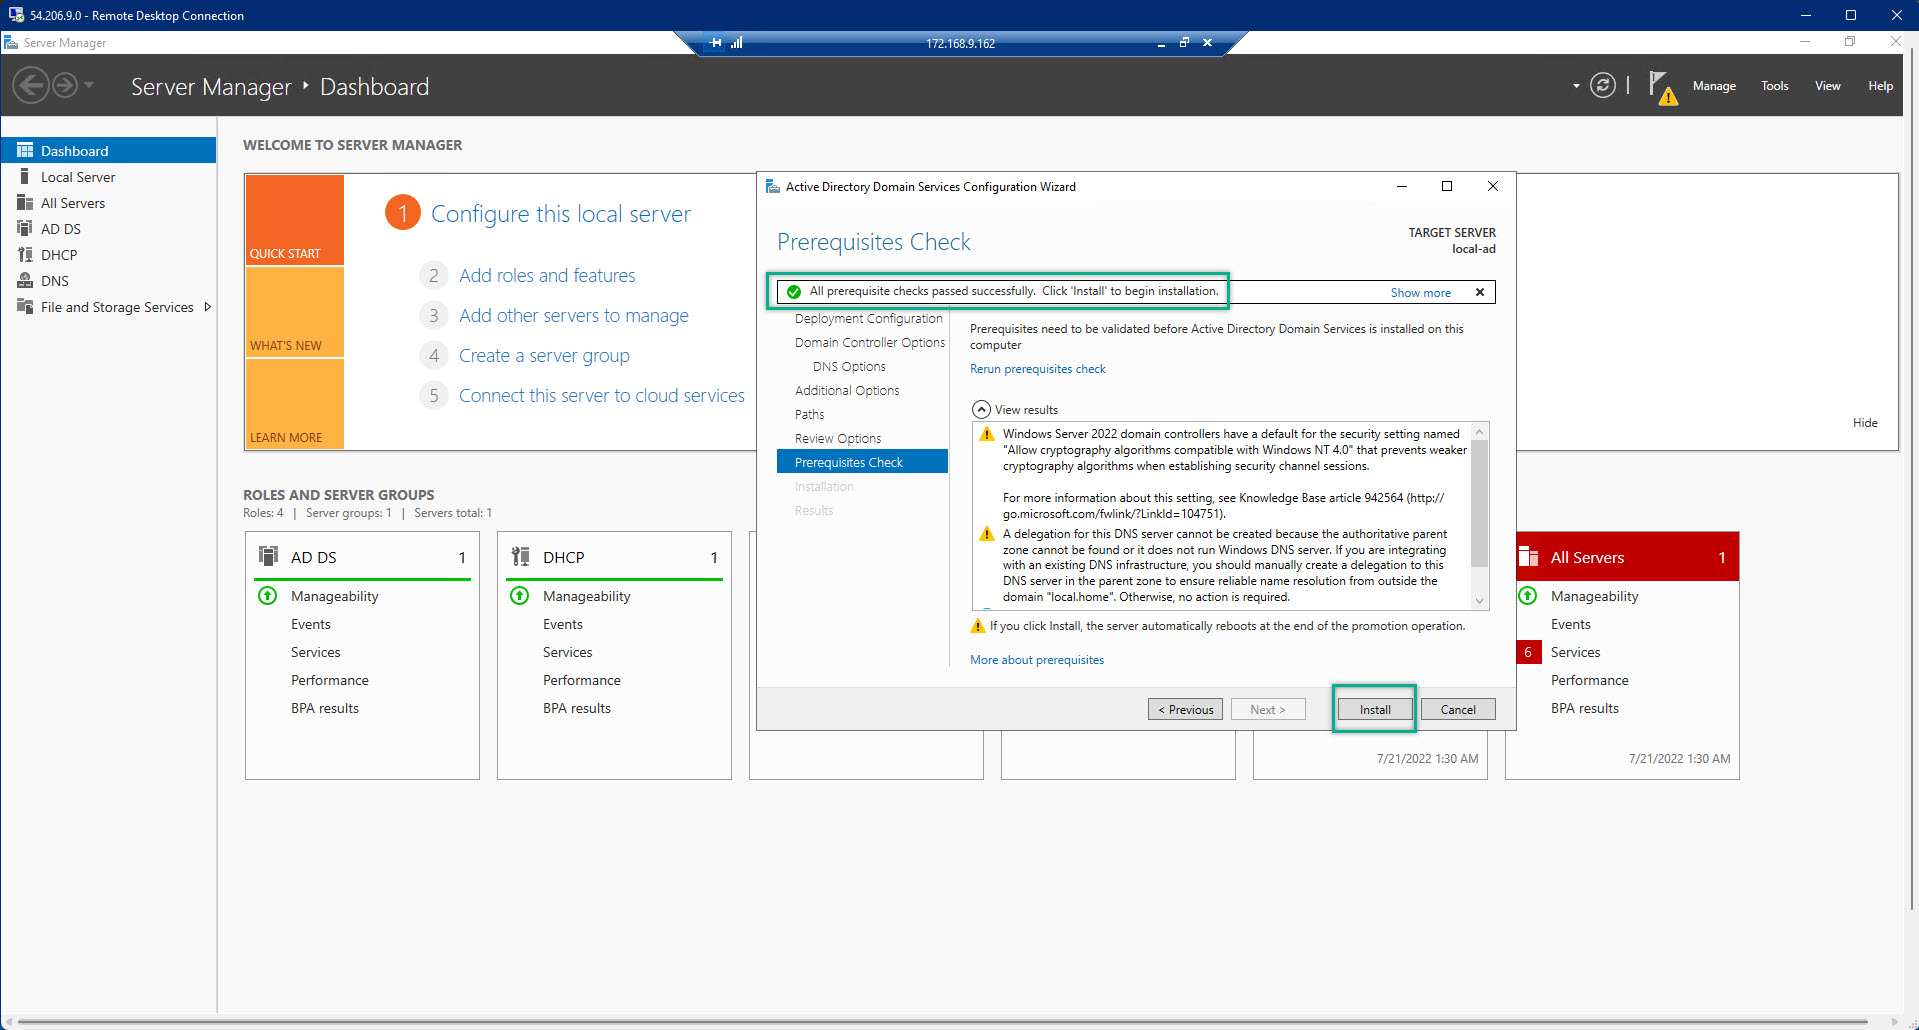 54.206.9.0 - Remote Desktop Connection
Server Manager
172.168.9.162
Server Manager ‣ Dashboard
Manage Tools View Help
Dashboard
Local Server
All Servers
AD DS
DHCP
DNS
File and Storage Services
WELCOME TO SERVER MANAGER
QUICK START
WHAT'S NEW
LEARN MORE
1 Configure this local server
2 Add roles and features
3 Add other servers to manage
4 Create a server group
5 Connect this server to cloud services
Hide
Active Directory Domain Services Configuration Wizard
Prerequisites Check
TARGET SERVER
local-ad
All prerequisite checks passed successfully. Click 'Install' to begin installation.
Show more
Deployment Configuration
Domain Controller Options
DNS Options
Additional Options
Paths
Review Options
Prerequisites Check
Installation
Results
Prerequisites need to be validated before Active Directory Domain Services is installed on this
computer
Rerun prerequisites check
View results
Windows Server 2022 domain controllers have a default for the security setting named
"Allow cryptography algorithms compatible with Windows NT 4.0" that prevents weaker
cryptography algorithms when establishing security channel sessions.
For more information about this setting, see Knowledge Base article 942564 (http://
go.microsoft.com/fwlink/?LinkId=104751).
A delegation for this DNS server cannot be created because the authoritative parent
zone cannot be found or it does not run Windows DNS server. If you are integrating
with an existing DNS infrastructure, you should manually create a delegation to this
DNS server in the parent zone to ensure reliable name resolution from outside the
domain "local.home". Otherwise, no action is required.
If you click Install, the server automatically reboots at the end of the promotion operation.
More about prerequisites
< Previous
Next >
Install
Cancel
ROLES AND SERVER GROUPS
Roles: 4 | Server groups: 1 | Servers total: 1
AD DS 1
Manageability
Events
Services
Performance
BPA results
DHCP 1
Manageability
Events
Services
Performance
BPA results
7/21/2022 1:30 AM
All Servers 1
Manageability
Events
6 Services
Performance
BPA results
7/21/2022 1:30 AM